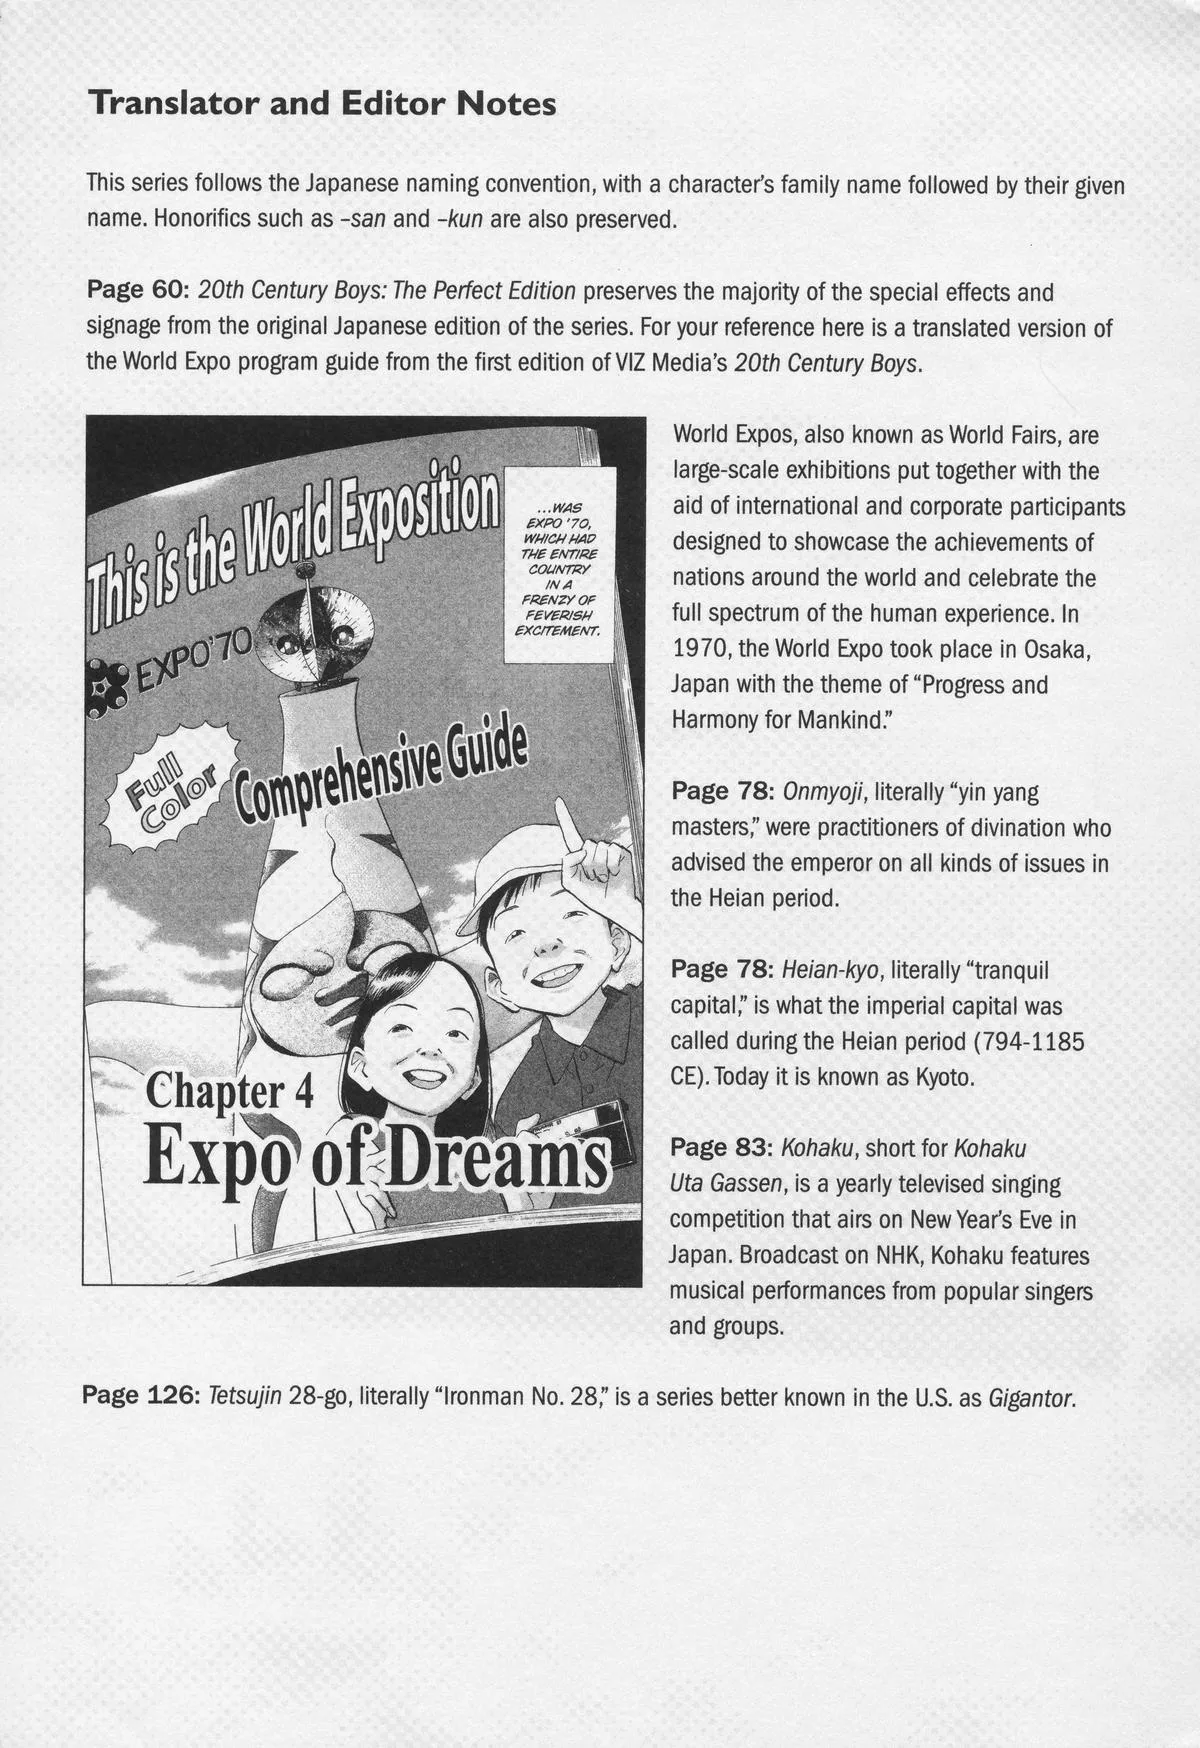 Translator and Editor Notes
This series follows the Japanese naming convention, with a character's family name followed by their given
name. Honorifics such as –san and –kun are also preserved.
Page 60: 20th Century Boys: The Perfect Edition preserves the majority of the special effects and
signage from the original Japanese edition of the series. For your reference here is a translated version of
the World Expo program guide from the first edition of VIZ Media's 20th Century Boys.
This is the World Exposition
...WAS
EXPO '70,
WHICH HAD
THE ENTIRE
COUNTRY
IN A
FRENZY OF
FEVERISH
EXCITEMENT.
EXPO'70
Full
Color
Comprehensive Guide
Chapter 4
Expo of Dreams
World Expos, also known as World Fairs, are
large-scale exhibitions put together with the
aid of international and corporate participants
designed to showcase the achievements of
nations around the world and celebrate the
full spectrum of the human experience. In
1970, the World Expo took place in Osaka,
Japan with the theme of “Progress and
Harmony for Mankind.”
Page 78: Onmyoji, literally “yin yang
masters,” were practitioners of divination who
advised the emperor on all kinds of issues in
the Heian period.
Page 78: Heian-kyo, literally “tranquil
capital,” is what the imperial capital was
called during the Heian period (794-1185
CE). Today it is known as Kyoto.
Page 83: Kohaku, short for Kohaku
Uta Gassen, is a yearly televised singing
competition that airs on New Year's Eve in
Japan. Broadcast on NHK, Kohaku features
musical performances from popular singers
and groups.
Page 126: Tetsujin 28-go, literally “Ironman No. 28,” is a series better known in the U.S. as Gigantor.